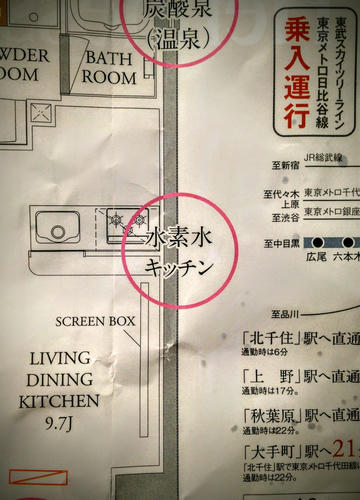 炭酸泉
(温泉)
WDER
OOM
BATH
ROOM
水素水
キッチン
SCREEN BOX
LIVING
DINING
KITCHEN
9.7J
東武スカイツリーライン
東京メトロ日比谷線
乗入運行
至新宿
JR総武線
至代々木
上原
東京メトロ千代
至渋谷
東京メトロ銀座
至中目黒
広尾
六本木
至品川
「北千住」駅へ直通
通勤時は6分
「上 野」駅へ直通
通勤時は17分。
「秋葉原」駅へ直通
通勤時は22分。
「大手町」駅へ21
「北千住」駅で東京メトロ千代田線
通勤時は22分。